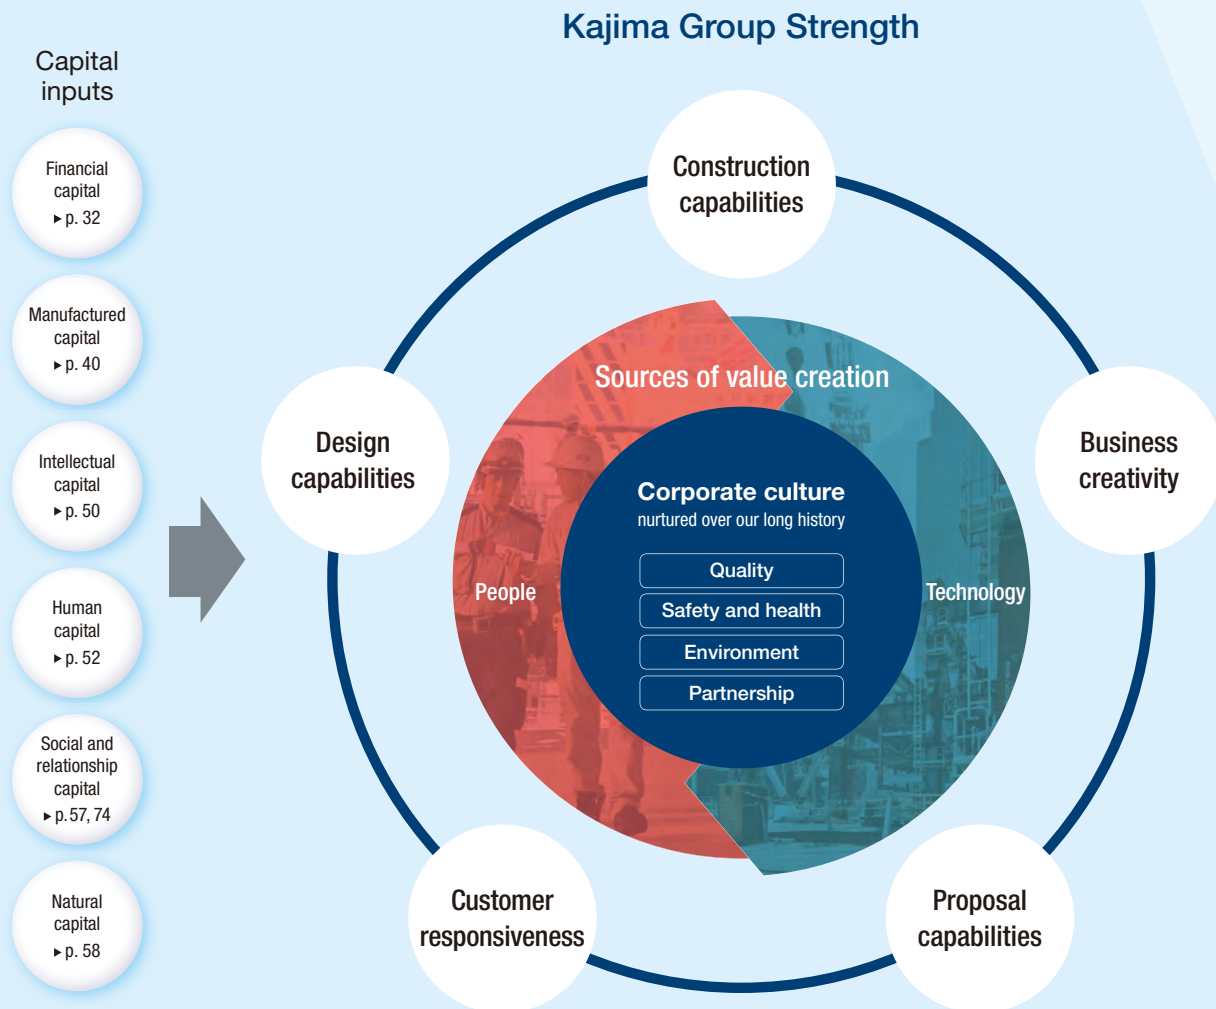 Kajima Group Strength
Capital
inputs
Financial
capital
▸ p. 32
Manufactured
capital
▸ p. 40
Intellectual
capital
▸ p. 50
Human
capital
▸ p. 52
Social and
relationship
capital
▸ p. 57, 74
Natural
capital
▸ p. 58
Construction
capabilities
Design
capabilities
Business
creativity
Sources of value creation
Corporate culture
nurtured over our long history
Quality
Safety and health
Environment
Partnership
People
Technology
Customer
responsiveness
Proposal
capabilities